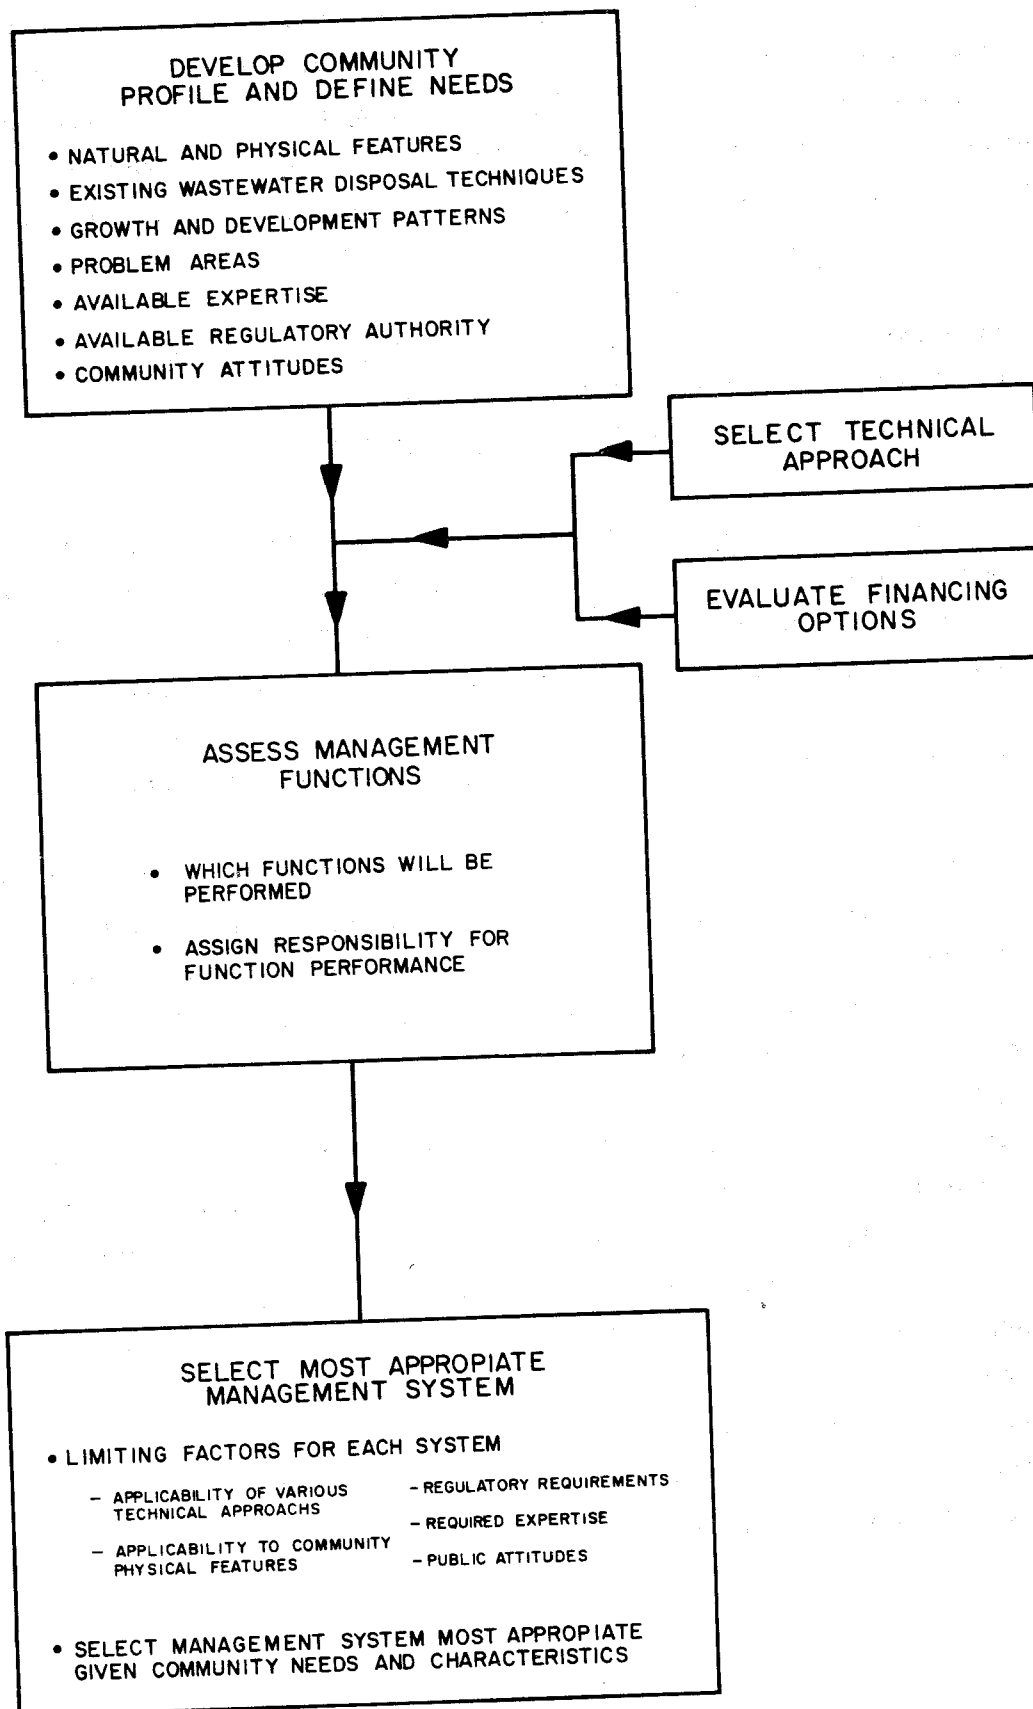 DEVELOP COMMUNITY
PROFILE AND DEFINE NEEDS
• NATURAL AND PHYSICAL FEATURES
• EXISTING WASTEWATER DISPOSAL TECHNIQUES
• GROWTH AND DEVELOPMENT PATTERNS
• PROBLEM AREAS
• AVAILABLE EXPERTISE
• AVAILABLE REGULATORY AUTHORITY
• COMMUNITY ATTITUDES
SELECT TECHNICAL
APPROACH
EVALUATE FINANCING
OPTIONS
ASSESS MANAGEMENT
FUNCTIONS
• WHICH FUNCTIONS WILL BE
PERFORMED
• ASSIGN RESPONSIBILITY FOR
FUNCTION PERFORMANCE
SELECT MOST APPROPIATE
MANAGEMENT SYSTEM
• LIMITING FACTORS FOR EACH SYSTEM
– APPLICABILITY OF VARIOUS
TECHNICAL APPROACHS
– APPLICABILITY TO COMMUNITY
PHYSICAL FEATURES
– REGULATORY REQUIREMENTS
– REQUIRED EXPERTISE
– PUBLIC ATTITUDES
• SELECT MANAGEMENT SYSTEM MOST APPROPIATE
GIVEN COMMUNITY NEEDS AND CHARACTERISTICS